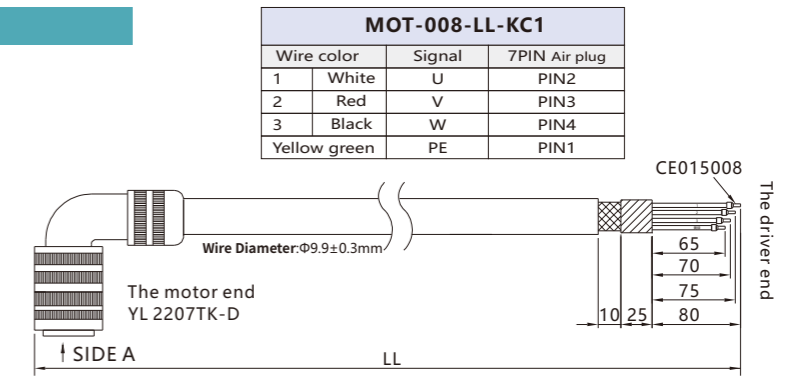 MOT-008-LL-KC1
Wire color Signal 7PIN Air plug
1 White U PIN2
2 Red V PIN3
3 Black W PIN4
Yellow green PE PIN1
CE015008
The driver end
Wire Diameter:Φ9.9±0.3mm
65
70
75
10 25 80
The motor end
YL 2207TK-D
SIDE A
LL